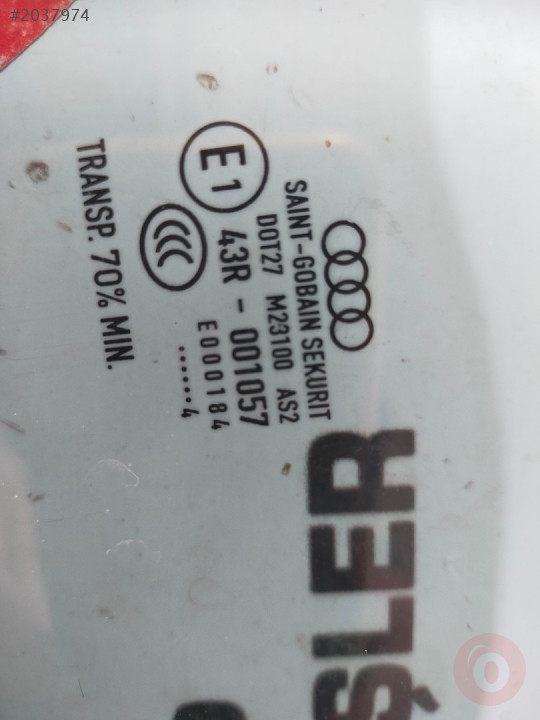 #2037974
SAINT-GOBAIN SEKURIT
DOT27 M23100 AS2
E1 43R - 001057
E000184
......4
TRANSP. 70% MIN.
ŞLER